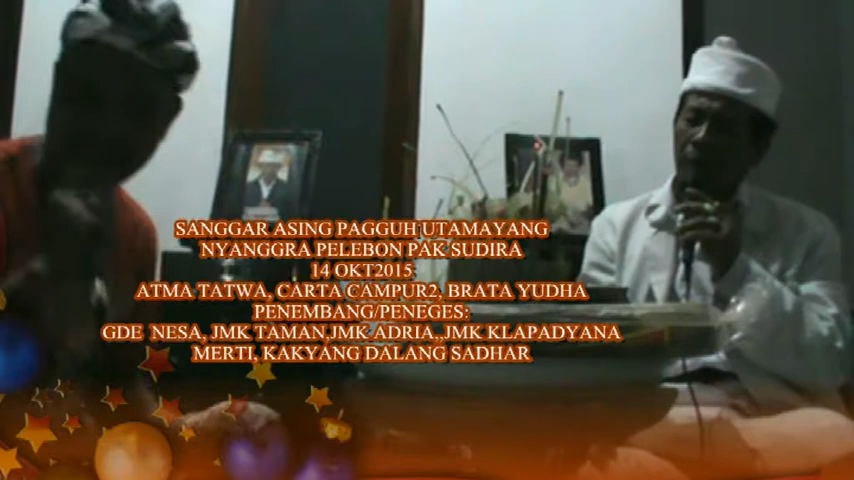 SANGGAR ASING PAGGUH UTAMAYANG
NYANGGRA PELEBON PAK SUDIRA
14 OKT2015
ATMA TATWA, CARTA CAMPUR2, BRATA YUDHA
PENEMBANG/PENEGES:
GDE NESA, JMK TAMAN,JMK ADRIA,,,JMK KLAPADYANA
MERTI, KAKYANG DALANG SADHAR